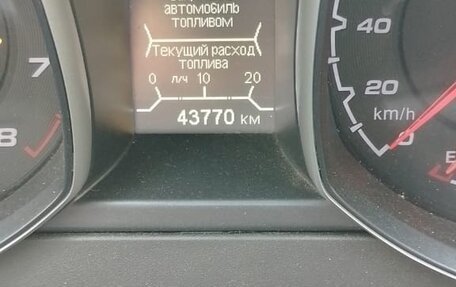 автомобиль
топливом
Текущий расход
топлива
0 л/ч 10 20
43770 км
7
8
40
20
km/h
0
E